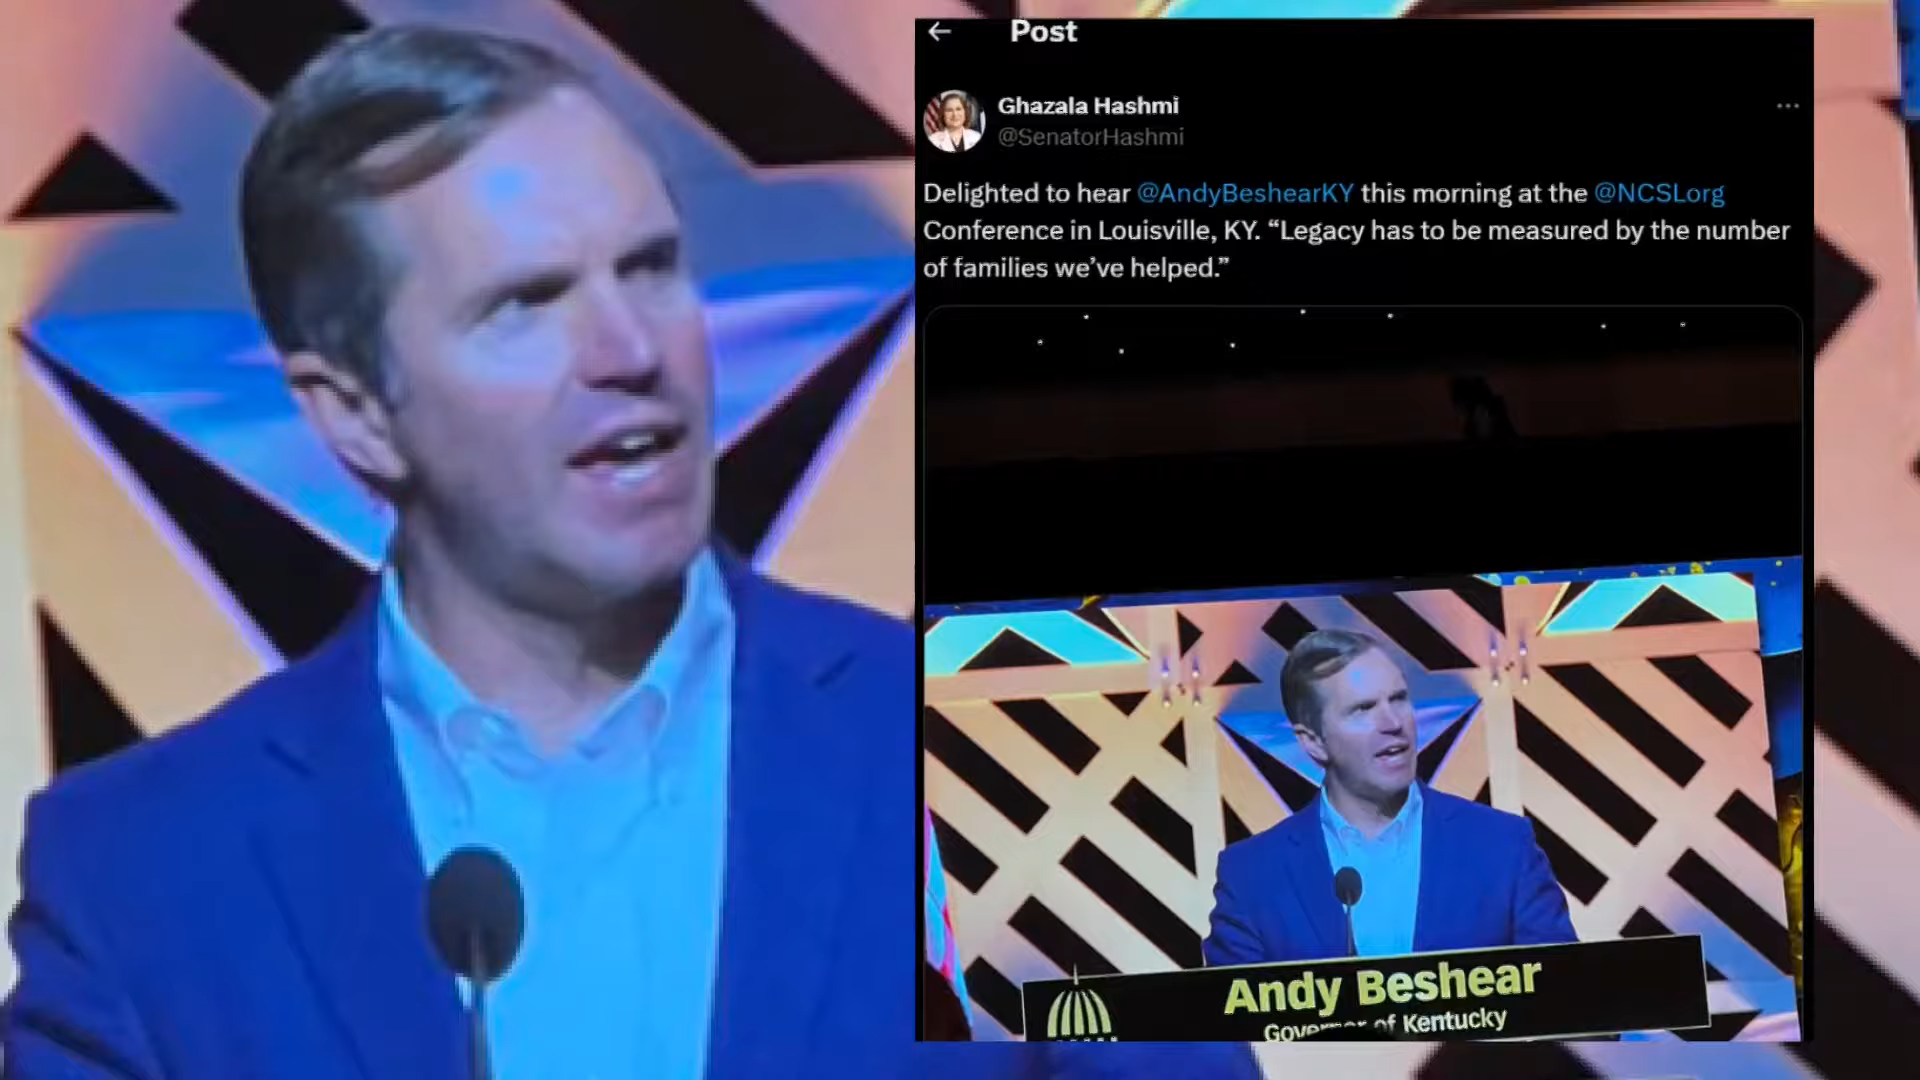 Post
Ghazala Hashmi
@SenatorHashmi
Delighted to hear @AndyBeshearKY this morning at the @NCSLorg
Conference in Louisville, KY. “Legacy has to be measured by the number
of families we’ve helped.”
Andy Beshear
Governor of Kentucky